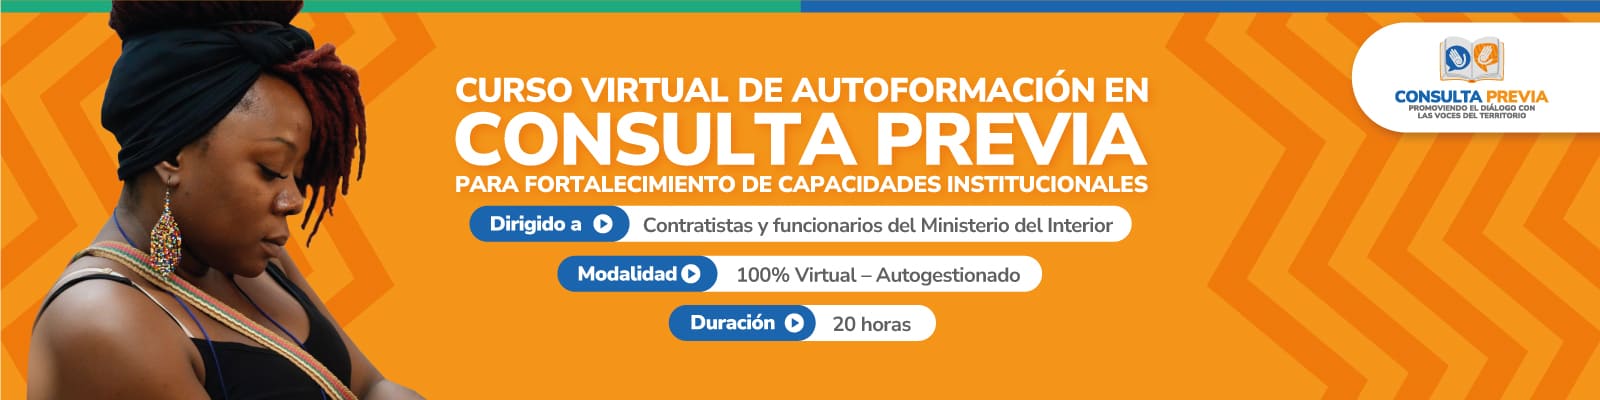 CURSO VIRTUAL DE AUTOFORMACIÓN EN
CONSULTA PREVIA
PARA FORTALECIMIENTO DE CAPACIDADES INSTITUCIONALES
Dirigido a Contratistas y funcionarios del Ministerio del Interior
Modalidad 100% Virtual – Autogestionado
Duración 20 horas
CONSULTA PREVIA
PROMOVIENDO EL DIÁLOGO CON
LAS VOCES DEL TERRITORIO